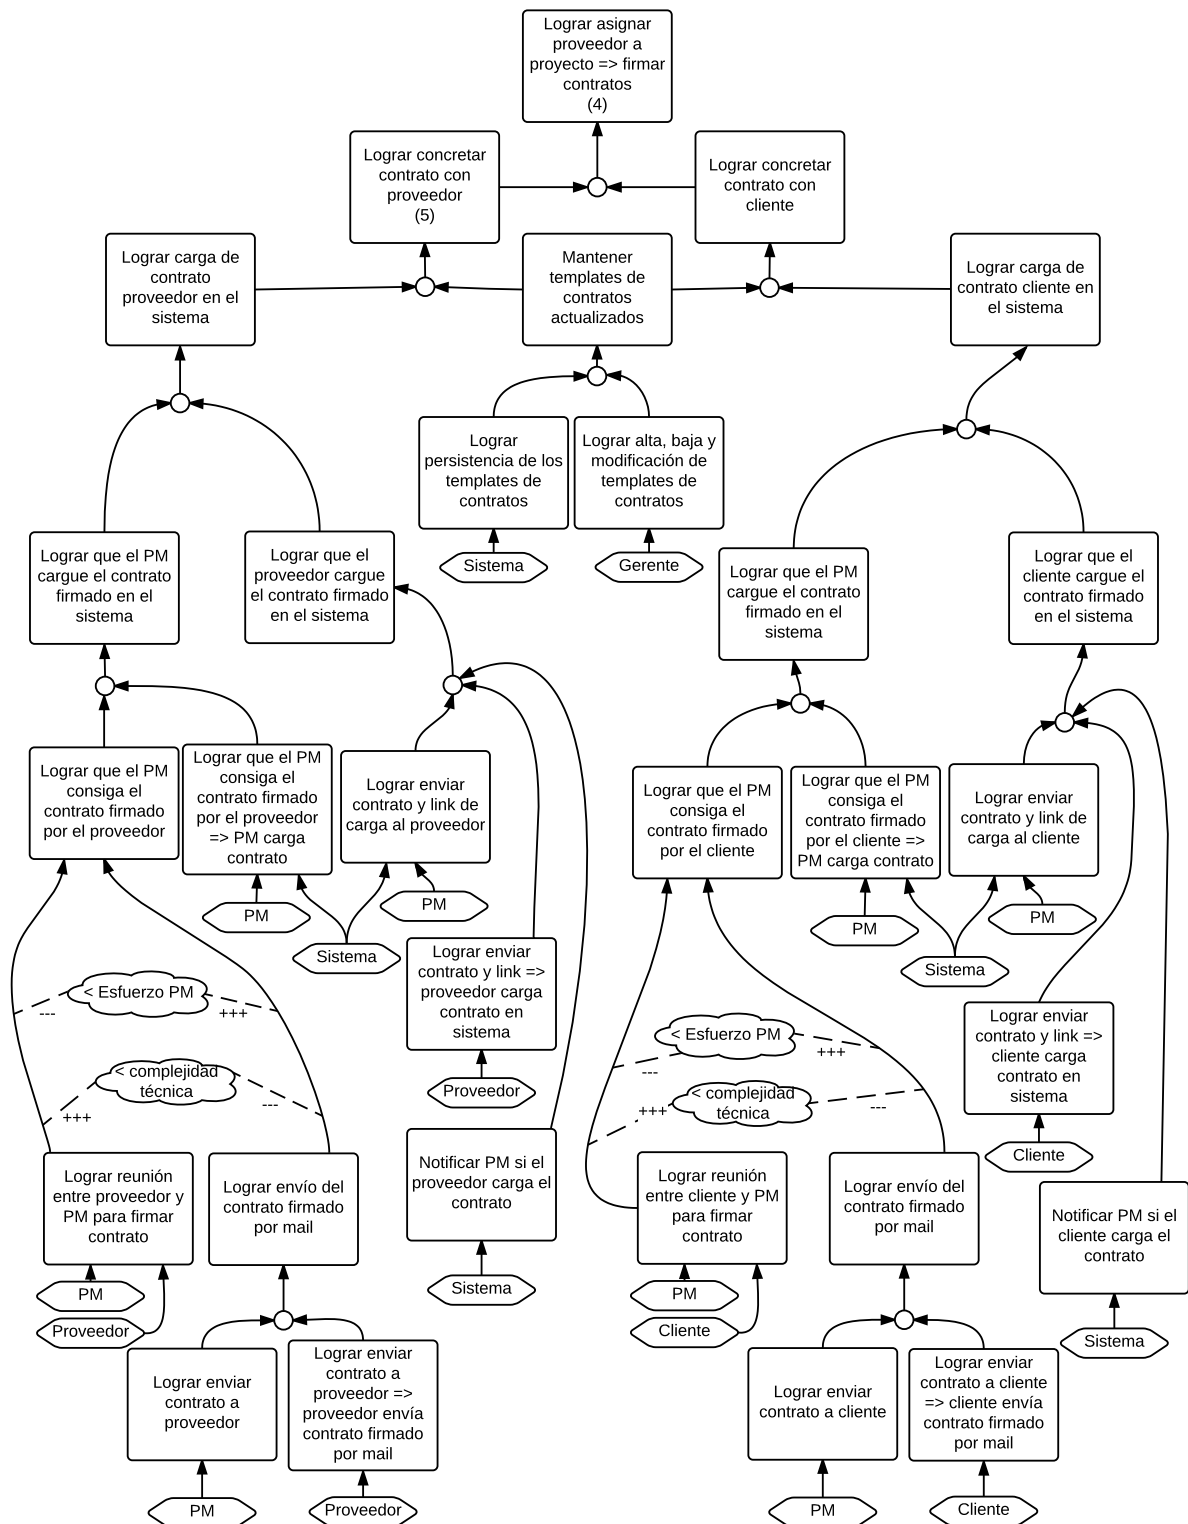 Lograr asignar
proveedor a
proyecto => firmar
contratos
(4)
Lograr concretar
contrato con
proveedor
(5)
Lograr concretar
contrato con
cliente
Lograr carga de
contrato
proveedor en el
sistema
Mantener
templates de
contratos
actualizados
Lograr carga de
contrato cliente en
el sistema
Lograr
persistencia de los
templates de
contratos
Lograr alta, baja y
modificación de
templates de
contratos
Sistema
Gerente
Lograr que el PM
cargue el contrato
firmado en el
sistema
Lograr que el
proveedor cargue
el contrato firmado
en el sistema
Lograr que el PM
cargue el contrato
firmado en el
sistema
Lograr que el
cliente cargue el
contrato firmado
en el sistema
Lograr que el PM
consiga el
contrato firmado
por el proveedor
Lograr que el PM
consiga el
contrato firmado
por el proveedor
=> PM carga
contrato
Lograr enviar
contrato y link de
carga al proveedor
Lograr que el PM
consiga el
contrato firmado
por el cliente
Lograr que el PM
consiga el
contrato firmado
por el cliente =>
PM carga contrato
Lograr enviar
contrato y link de
carga al cliente
PM
PM
Sistema
PM
PM
Sistema
Lograr enviar
contrato y link =>
proveedor carga
contrato en
sistema
Proveedor
Lograr enviar
contrato y link =>
cliente carga
contrato en
sistema
Cliente
< Esfuerzo PM
---
+++
< complejidad
técnica
+++
---
< Esfuerzo PM
---
+++
< complejidad
técnica
+++
---
Lograr reunión
entre proveedor y
PM para firmar
contrato
Lograr envío del
contrato firmado
por mail
Notificar PM si el
proveedor carga el
contrato
Sistema
Lograr reunión
entre cliente y PM
para firmar
contrato
Lograr envío del
contrato firmado
por mail
Notificar PM si el
cliente carga el
contrato
Sistema
PM
Proveedor
PM
Cliente
Lograr enviar
contrato a
proveedor
Lograr enviar
contrato a
proveedor =>
proveedor envía
contrato firmado
por mail
Lograr enviar
contrato a cliente
Lograr enviar
contrato a cliente
=> cliente envía
contrato firmado
por mail
PM
Proveedor
PM
Cliente